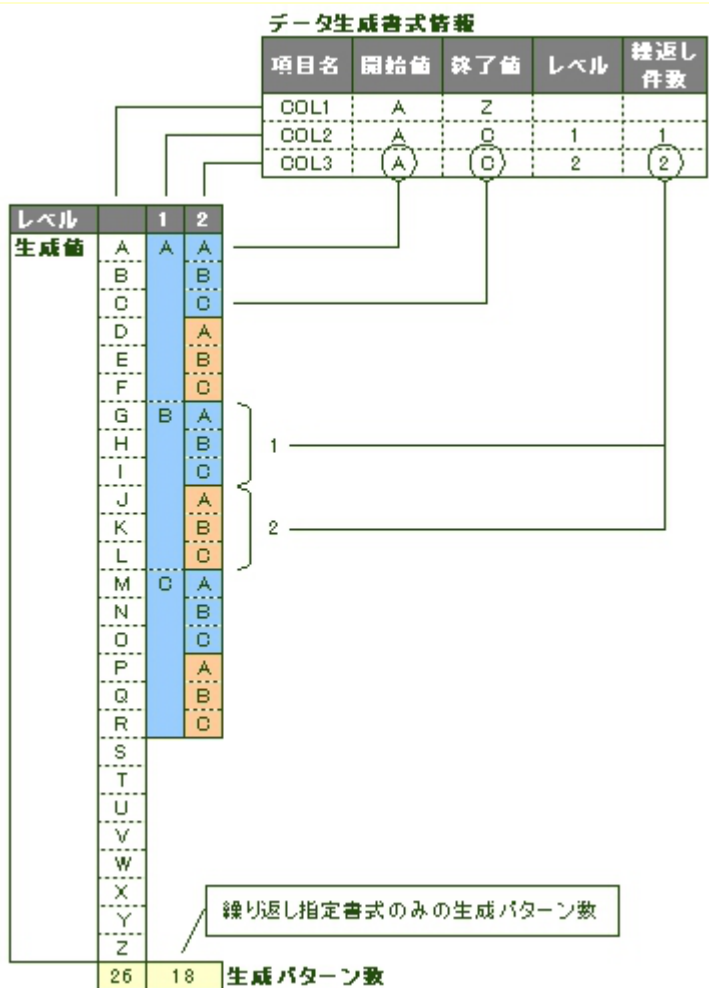 データ生成書式情報
項目名 開始値 終了値 レベル 繰返し件数
COL1 A Z
COL2 A C 1 1
COL3 A C 2 2
レベル 1 2
生成値 A A A
B B
C C
D A
E B
F C
G B A
H B
I C
1
J A
K B
L C
2
M C A
N B
O C
P A
Q B
R C
S
T
U
V
W
X
Y
Z
繰り返し指定書式のみの生成パターン数
26 18 生成パターン数